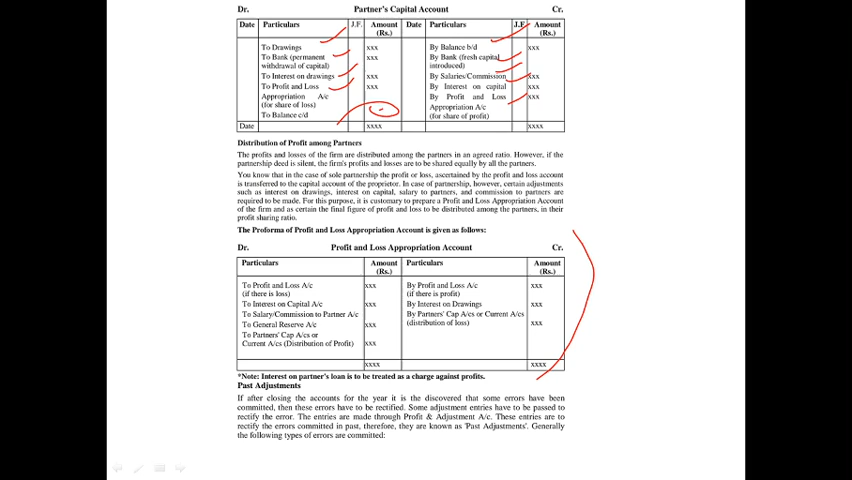 Dr. Partner's Capital Account Cr.
Date Particulars J.F. Amount (Rs.) Date Particulars J.F. Amount (Rs.)
To Drawings xxx By Balance b/d xxx
To Bank (permanent xxx By Bank (fresh capital
withdrawal of capital) introduced)
To Interest on drawings xxx By Salaries/Commission xxx
To Profit and Loss xxx By Interest on capital xxx
Appropriation A/c By Profit and Loss xxx
(for share of loss) Appropriation A/c
To Balance c/d (for share of profit)
Date xxxx xxxx
Distribution of Profit among Partners
The profits and losses of the firm are distributed among the partners in an agreed ratio. However, if the
partnership deed is silent, the firm's profits and losses are to be shared equally by all the partners.
You know that in the case of sole partnership the profit or loss, ascertained by the profit and loss account
is transferred to the capital account of the proprietor. In case of partnership, however, certain adjustments
such as interest on drawings, interest on capital, salary to partners, and commission to partners are
required to be made. For this purpose, it is customary to prepare a Profit and Loss Appropriation Account
of the firm and as certain the final figure of profit and loss to be distributed among the partners, in their
profit sharing ratio.
The Proforma of Profit and Loss Appropriation Account is given as follows:
Dr. Profit and Loss Appropriation Account Cr.
Particulars Amount (Rs.) Particulars Amount (Rs.)
To Profit and Loss A/c xxx By Profit and Loss A/c xxx
(if there is loss) (if there is profit)
To Interest on Capital A/c xxx By Interest on Drawings xxx
To Salary/Commission to Partner A/c By Partners' Cap A/cs or Current A/cs
To General Reserve A/c xxx (distribution of loss) xxx
To Partners' Cap A/cs or
Current A/cs (Distribution of Profit) xxx
xxxx xxxx
*Note: Interest on partner's loan is to be treated as a charge against profits.
Past Adjustments
If after closing the accounts for the year it is the discovered that some errors have been
committed, then these errors have to be rectified. Some adjustment entries have to be passed to
rectify the error. The entries are made through Profit & Adjustment A/c. These entries are to
rectify the errors committed in past, therefore, they are known as 'Past Adjustments'. Generally
the following types of errors are committed: